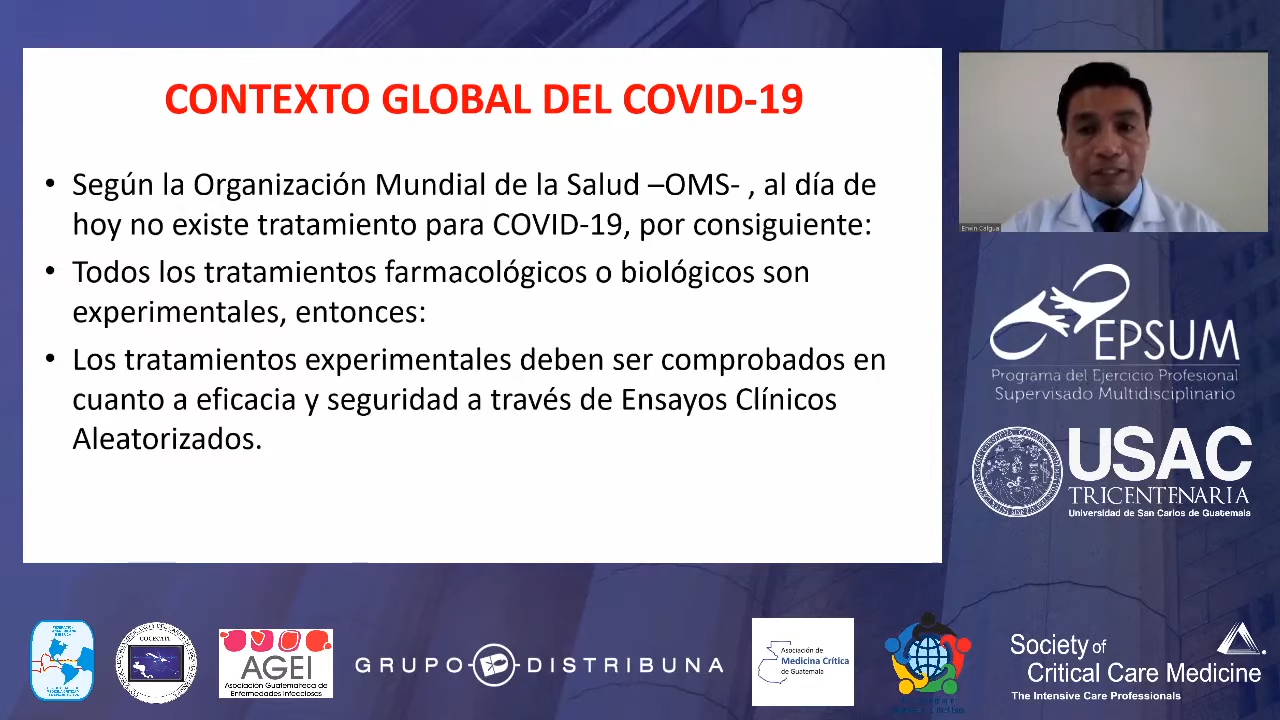 CONTEXTO GLOBAL DEL COVID-19
• Según la Organización Mundial de la Salud –OMS- , al día de
hoy no existe tratamiento para COVID-19, por consiguiente:
• Todos los tratamientos farmacológicos o biológicos son
experimentales, entonces:
• Los tratamientos experimentales deben ser comprobados en
cuanto a eficacia y seguridad a través de Ensayos Clínicos
Aleatorizados.
Erwin Calgua
EPSUM
Programa del Ejercicio Profesional
Supervisado Multidisciplinario
USAC
TRICENTENARIA
Universidad de San Carlos de Guatemala
AGEI
Asociación Guatemalteca de
Enfermedades Infecciosas
GRUPO DISTRIBUNA
Asociación de
Medicina Crítica
de Guatemala
Society of
Critical Care Medicine
The Intensive Care Professionals